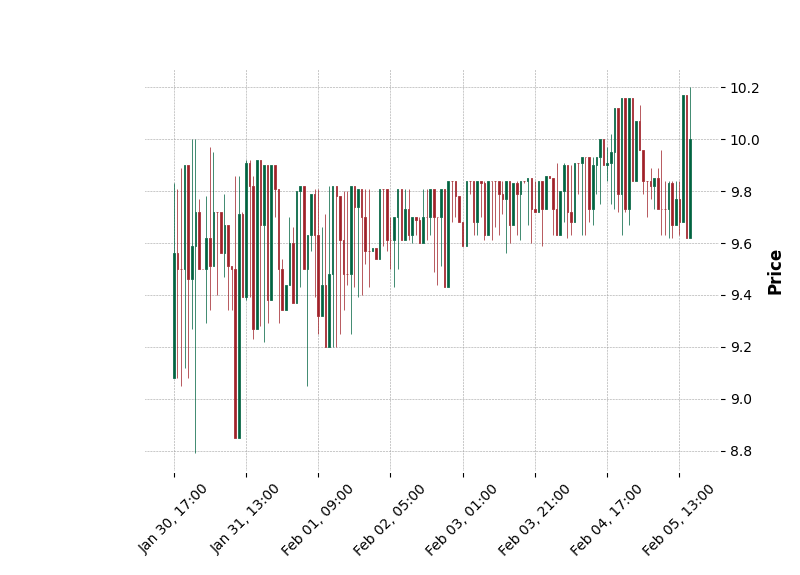 10.2
10.0
9.8
9.6
9.4
9.2
9.0
8.8
Price
Jan 30, 17:00
Jan 31, 13:00
Feb 01, 09:00
Feb 02, 05:00
Feb 03, 01:00
Feb 03, 21:00
Feb 04, 17:00
Feb 05, 13:00